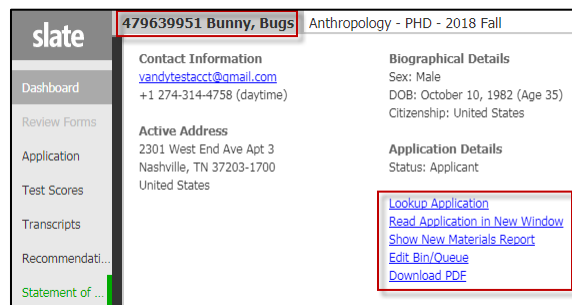 slate
479639951 Bunny, Bugs
Anthropology - PHD - 2018 Fall
Dashboard
Review Forms
Application
Test Scores
Transcripts
Recommendati...
Statement of ...
Contact Information
vandytestacct@gmail.com
+1 274-314-4758 (daytime)
Active Address
2301 West End Ave Apt 3
Nashville, TN 37203-1700
United States
Biographical Details
Sex: Male
DOB: October 10, 1982 (Age 35)
Citizenship: United States
Application Details
Status: Applicant
Lookup Application
Read Application in New Window
Show New Materials Report
Edit Bin/Queue
Download PDF